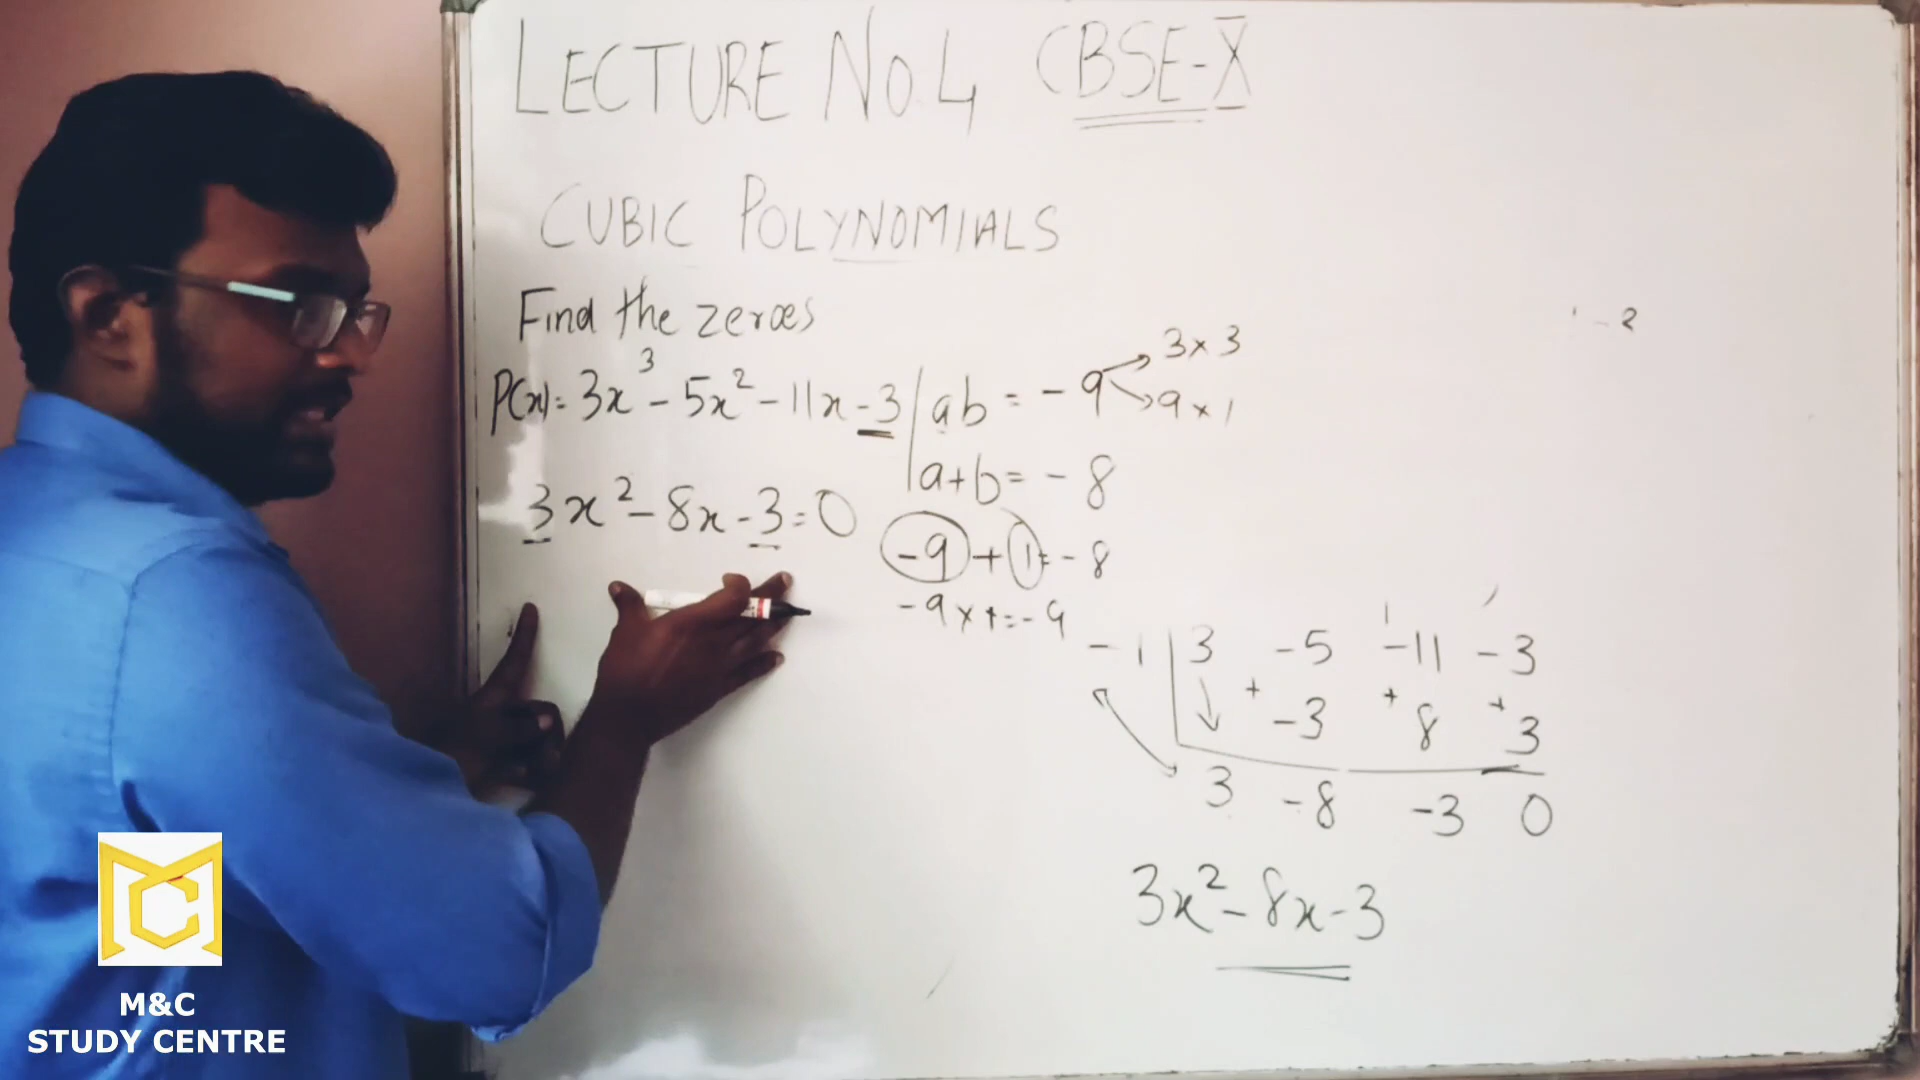 LECTURE No.4 CBSE-X
CUBIC POLYNOMIALS
Find the zeroes
P(x)= 3x³ - 5x² - 11x - 3
3x² - 8x - 3 = 0
ab = - 9
3 x 3
9 x 1
a+b = - 8
-9 + 1 = - 8
-9 x 1 = - 9
-1 | 3 -5 -11 -3
+ -3 + 8 + 3
3 -8 -3 0
3x² - 8x - 3
M&C
STUDY CENTRE